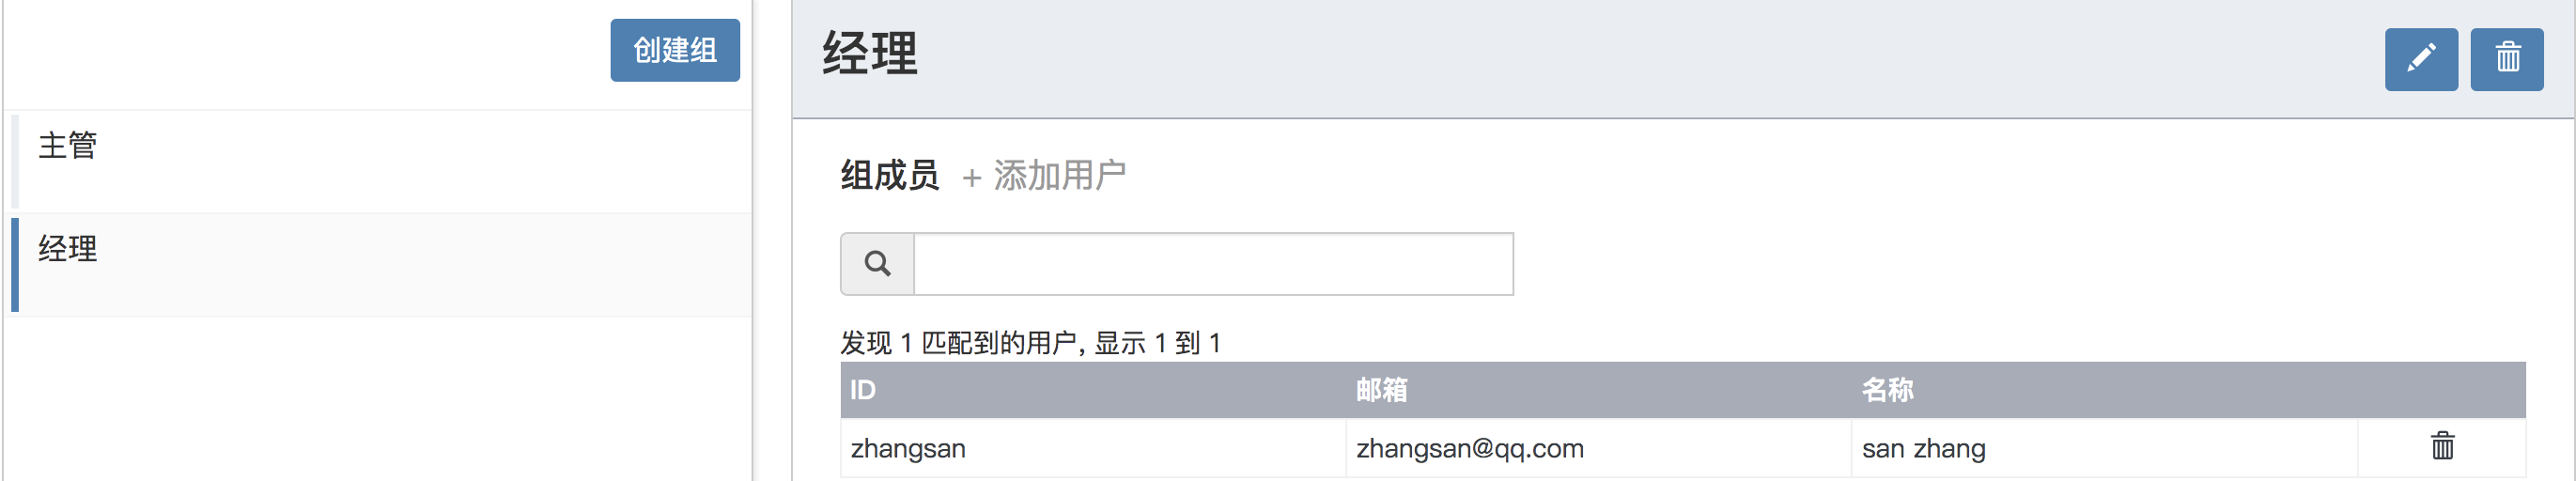 创建组
主管
经理
经理
组成员 + 添加用户
发现 1 匹配到的用户, 显示 1 到 1
ID 邮箱 名称
zhangsan zhangsan@qq.com san zhang